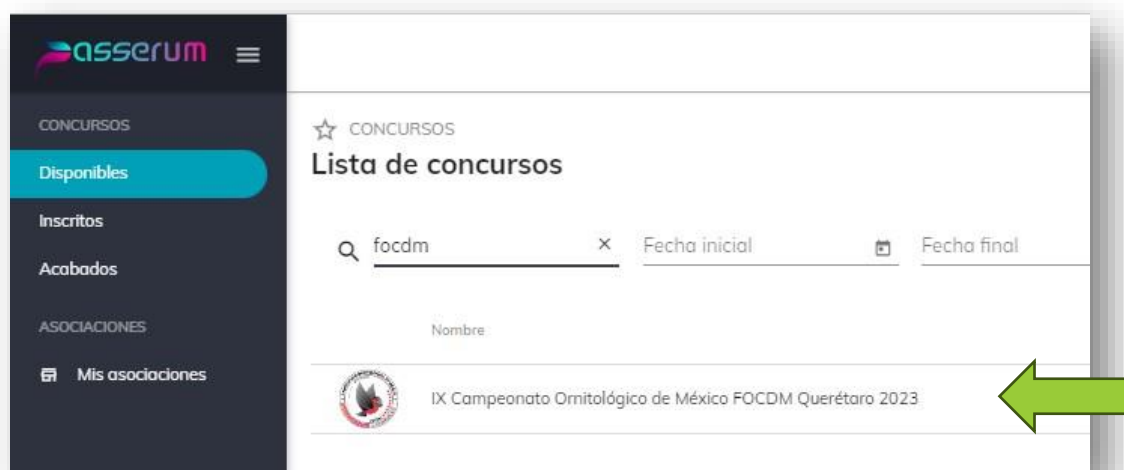 Passerum
CONCURSOS
Disponibles
Inscritos
Acabados
ASOCIACIONES
Mis asociaciones
CONCURSOS
Lista de concursos
focdm
Fecha inicial
Fecha final
Nombre
IX Campeonato Ornitológico de México FOCDM Querétaro 2023